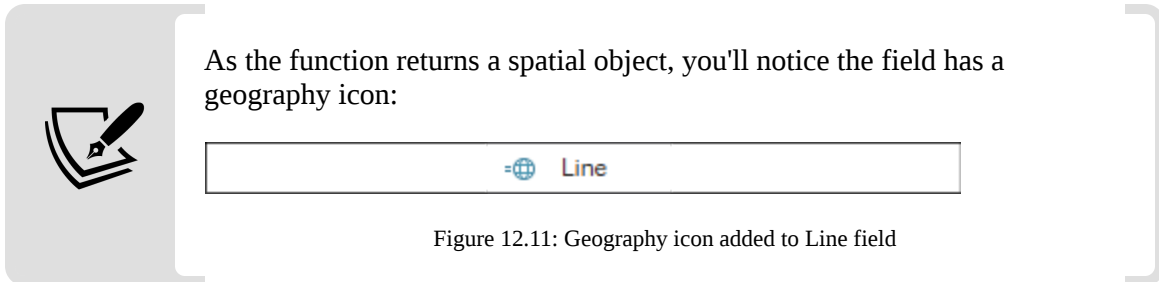 As the function returns a spatial object, you'll notice the field has a
geography icon:
Line
Figure 12.11: Geography icon added to Line field